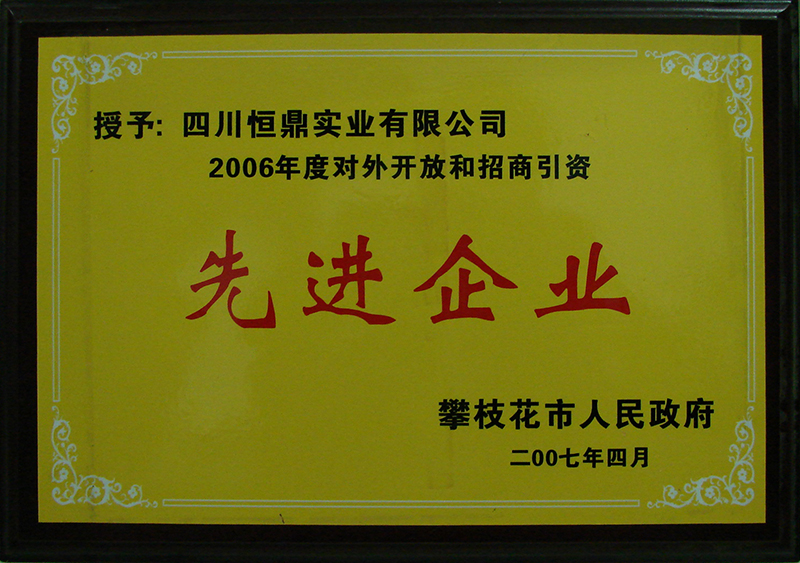 授予: 四川恒鼎实业有限公司
2006年度对外开放和招商引资
先进企业
攀枝花市人民政府
二00七年四月